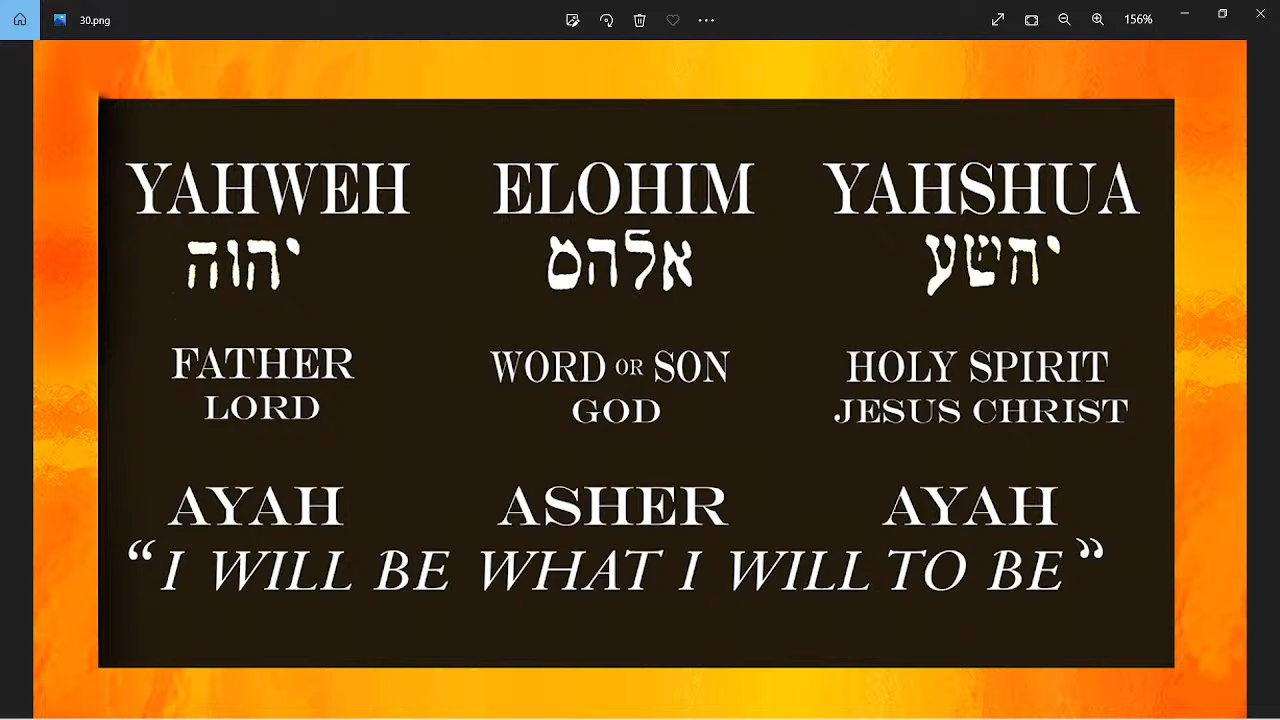 30.png
156%
YAHWEH ELOHIM YAHSHUA
יהוה אלהם יהשע
FATHER WORD OR SON HOLY SPIRIT
LORD GOD JESUS CHRIST
AYAH ASHER AYAH
“I WILL BE WHAT I WILL TO BE”